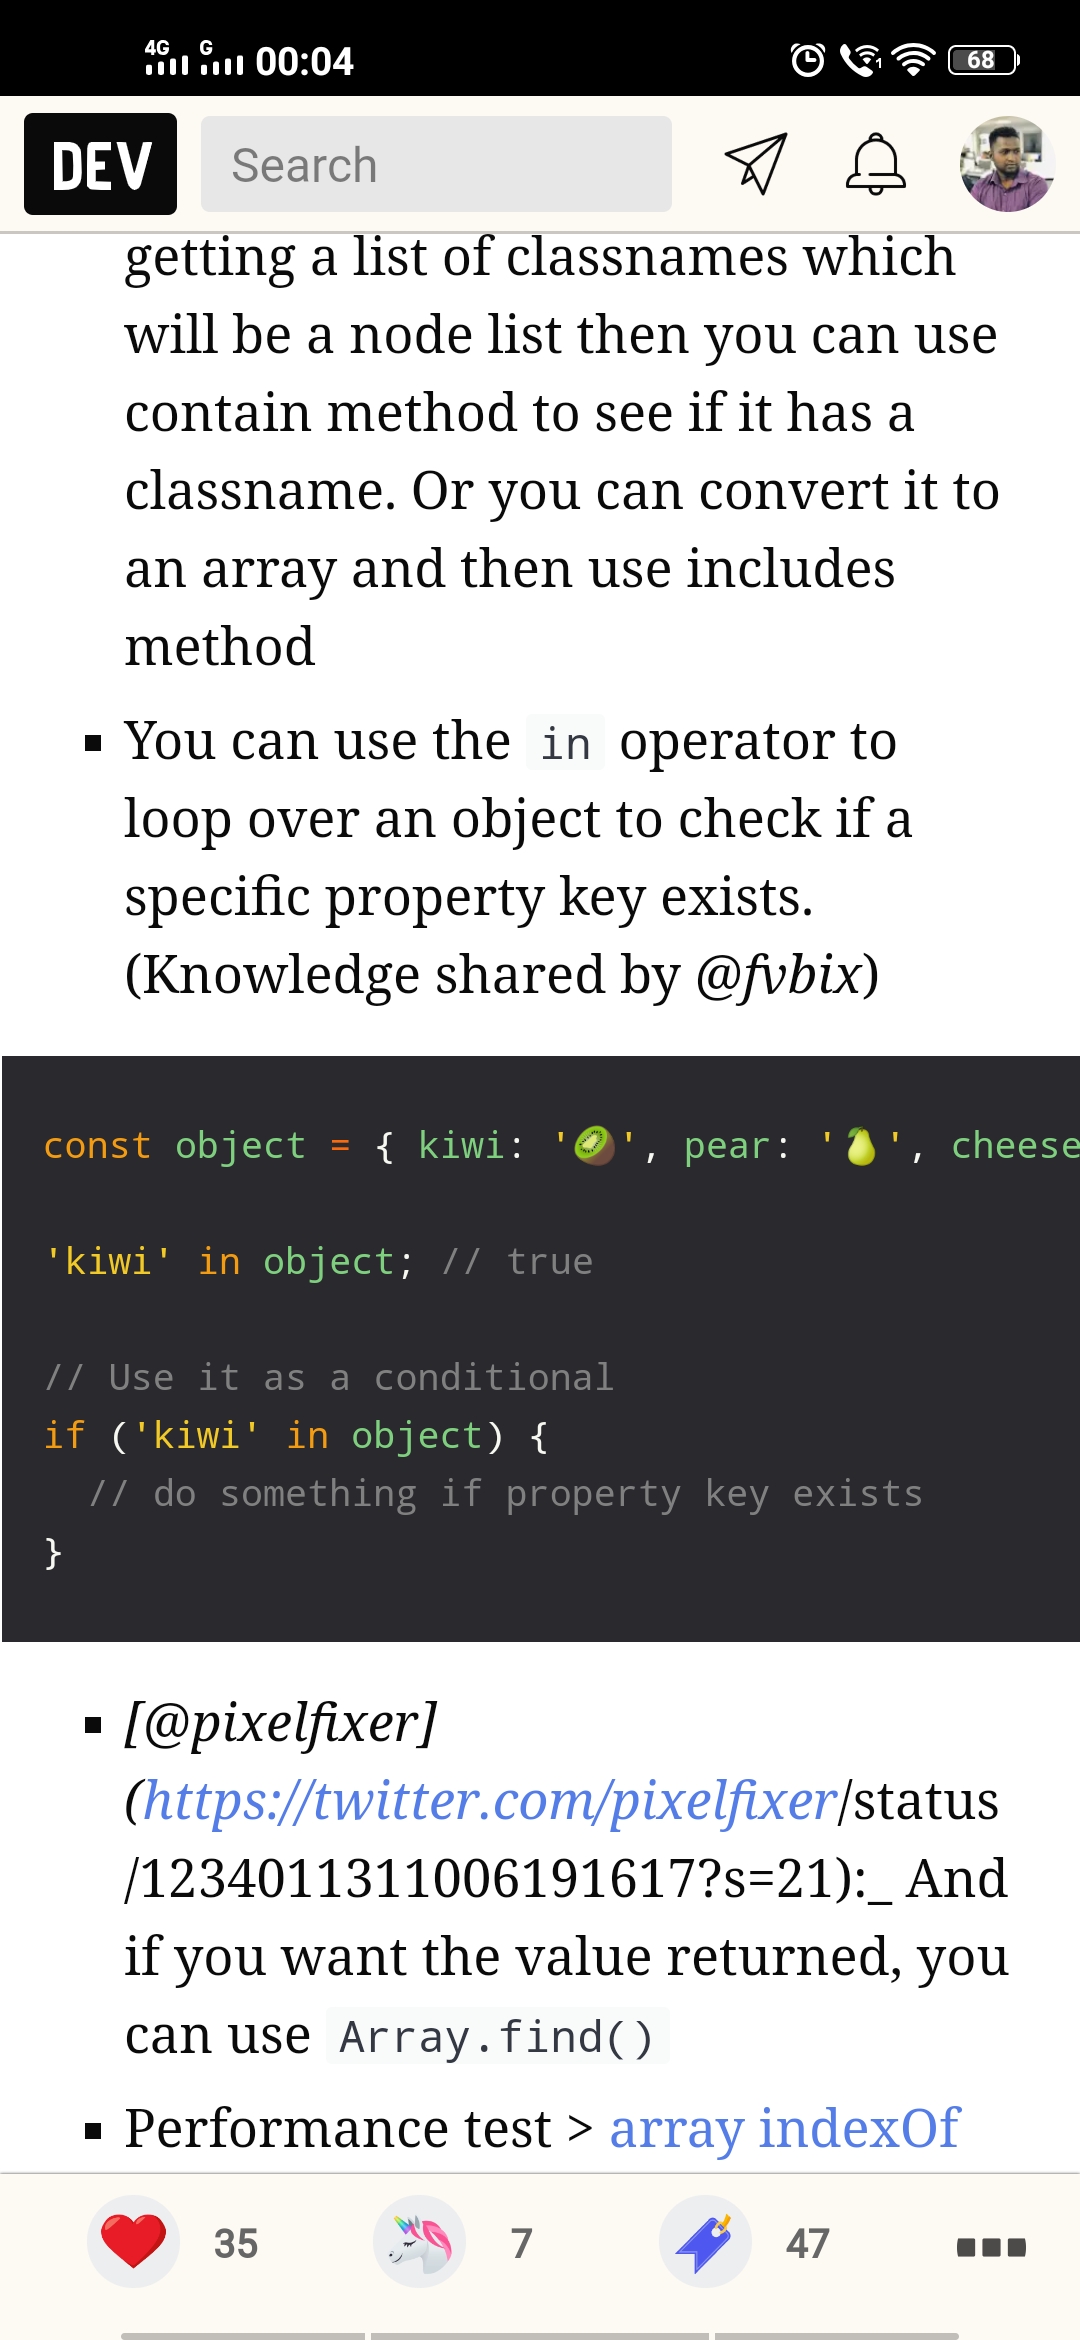 4G G 00:04 1 68
DEV Search
getting a list of classnames which
will be a node list then you can use
contain method to see if it has a
classname. Or you can convert it to
an array and then use includes
method
▪ You can use the in operator to
loop over an object to check if a
specific property key exists.
(Knowledge shared by @fvbix)
const object = { kiwi: '🥝', pear: '🍐', cheese
'kiwi' in object; // true
// Use it as a conditional
if ('kiwi' in object) {
// do something if property key exists
}
▪ [@pixelfixer]
(https://twitter.com/pixelfixer/status
/1234011311006191617?s=21):_ And
if you want the value returned, you
can use Array.find()
▪ Performance test > array indexOf
35 7 47